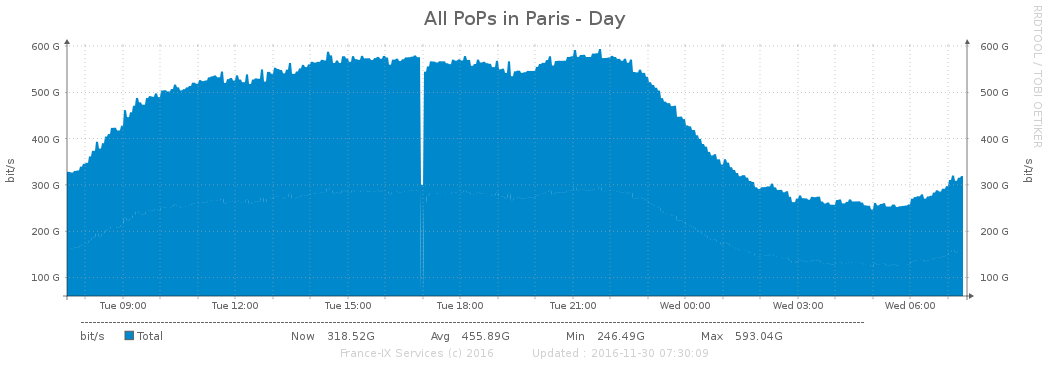 All PoPs in Paris - Day
RRDTOOL / TOBI OETIKER
600 G 600 G
500 G 500 G
400 G 400 G
300 G 300 G
200 G 200 G
100 G 100 G
bit/s
bit/s
Tue 09:00 Tue 12:00 Tue 15:00 Tue 18:00 Tue 21:00 Wed 00:00 Wed 03:00 Wed 06:00
bit/s Total Now 318.52G Avg 455.89G Min 246.49G Max 593.04G
France-IX Services (c) 2016 Updated : 2016-11-30 07:30:09